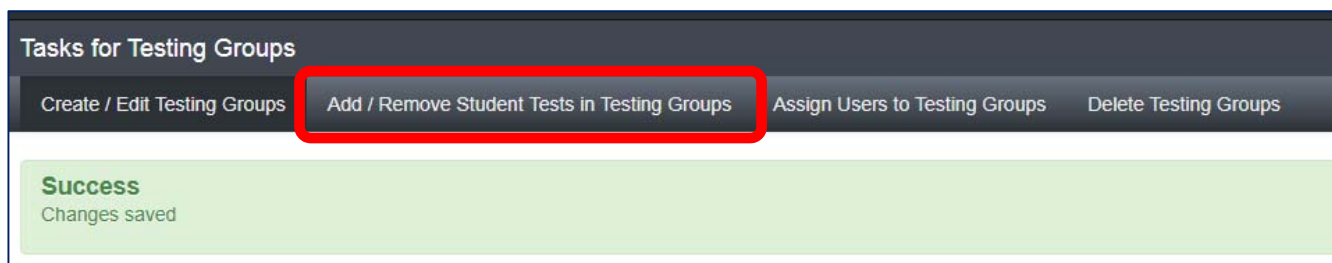 Tasks for Testing Groups
Create / Edit Testing Groups Add / Remove Student Tests in Testing Groups Assign Users to Testing Groups Delete Testing Groups
Success
Changes saved